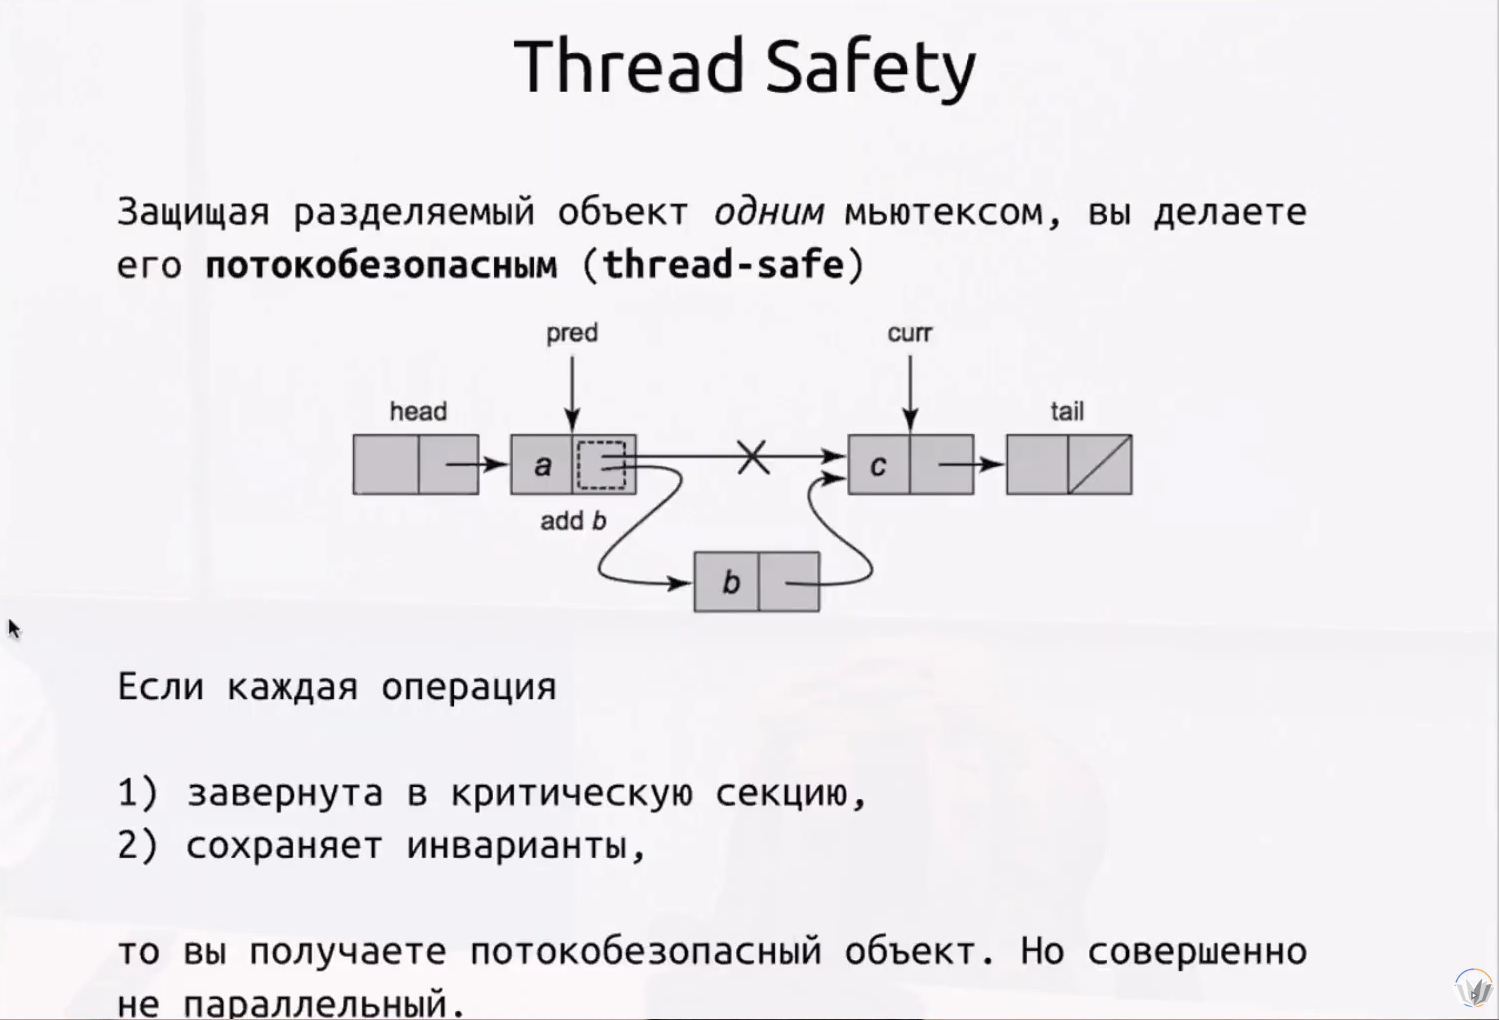 Thread Safety
Защищая разделяемый объект одним мьютексом, вы делаете
его потокобезопасным (thread-safe)
pred
curr
head
tail
a
c
add b
b
Если каждая операция
1) завернута в критическую секцию,
2) сохраняет инварианты,
то вы получаете потокобезопасный объект. Но совершенно
не параллельный.